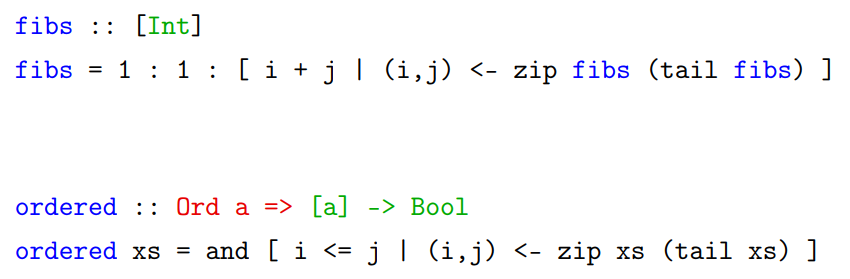 fibs :: [Int]
fibs = 1 : 1 : [ i + j | (i,j) <- zip fibs (tail fibs) ]
ordered :: Ord a => [a] -> Bool
ordered xs = and [ i <= j | (i,j) <- zip xs (tail xs) ]